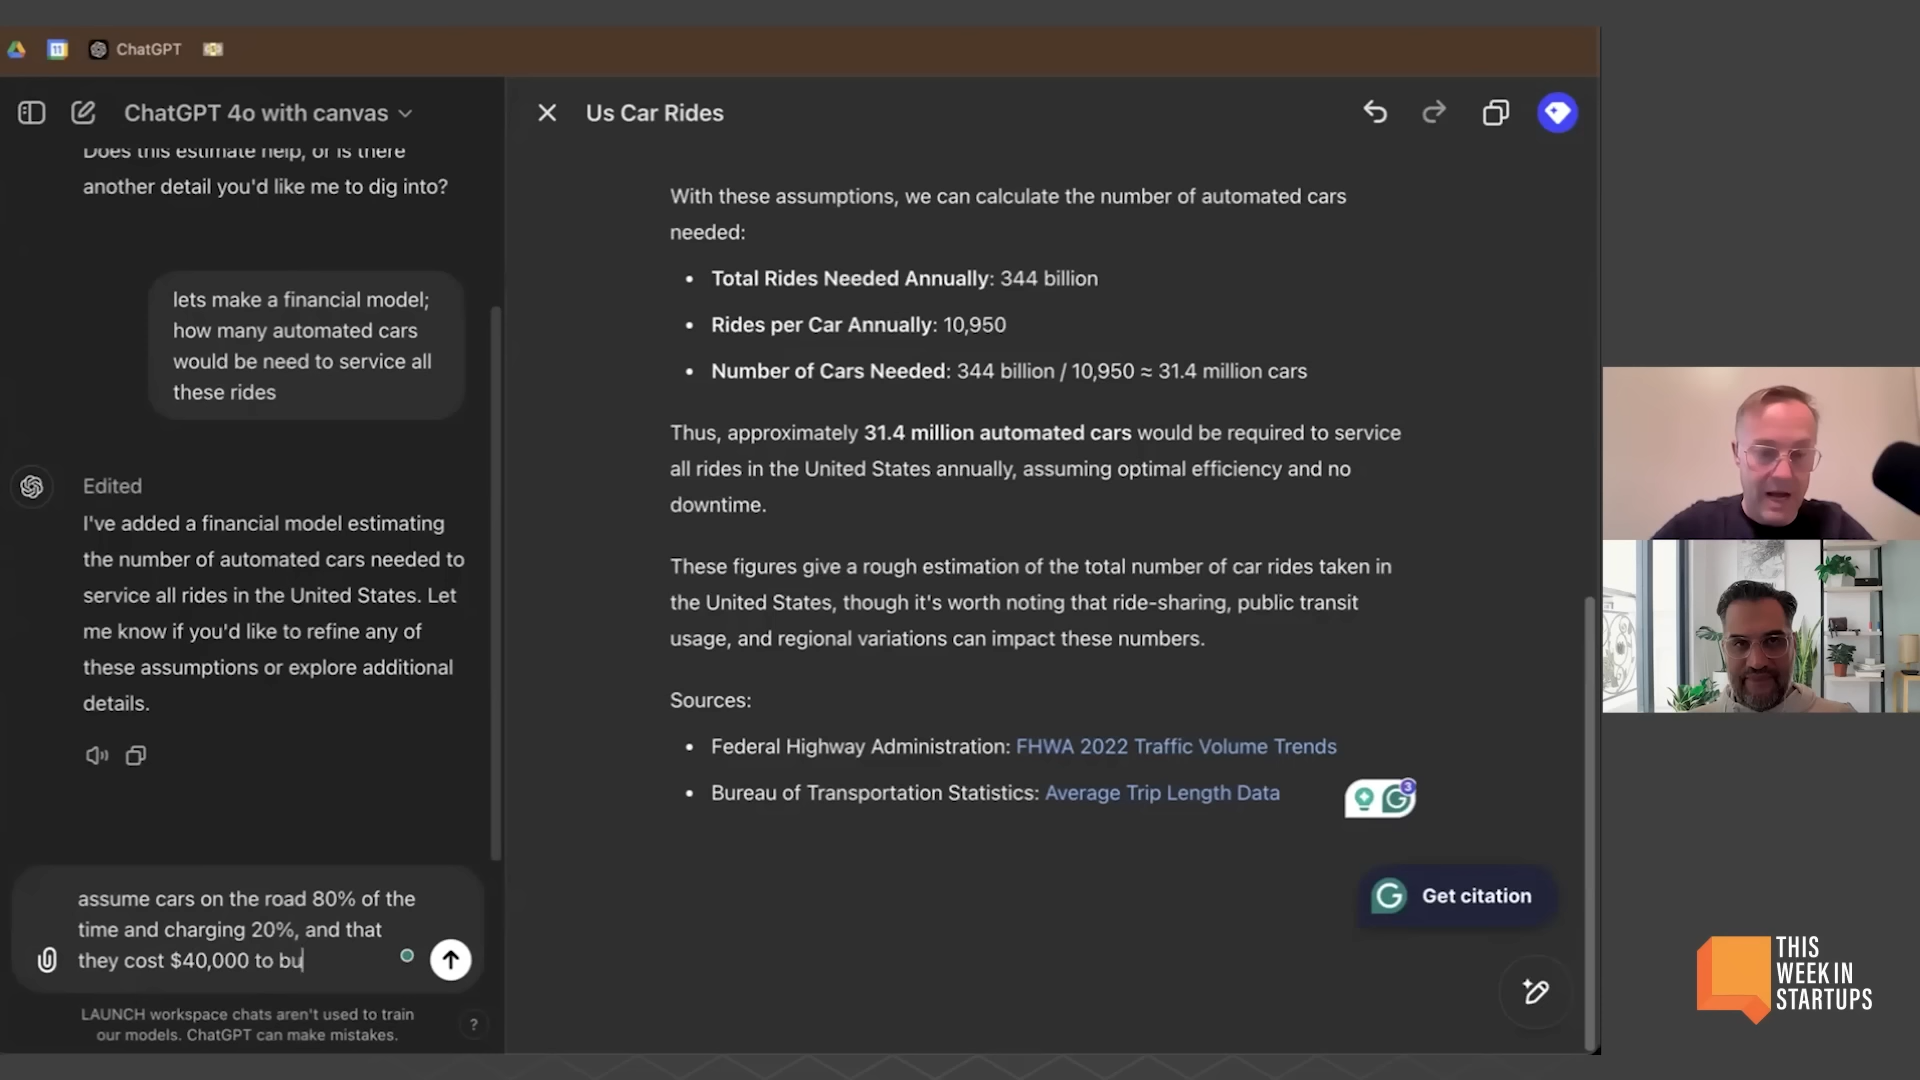 11
ChatGPT
ChatGPT 4o with canvas
Does this estimate help, or is there
another detail you'd like me to dig into?
lets make a financial model;
how many automated cars
would be need to service all
these rides
Edited
I've added a financial model estimating
the number of automated cars needed to
service all rides in the United States. Let
me know if you'd like to refine any of
these assumptions or explore additional
details.
assume cars on the road 80% of the
time and charging 20%, and that
they cost $40,000 to bu
LAUNCH workspace chats aren't used to train
our models. ChatGPT can make mistakes.
?
Us Car Rides
With these assumptions, we can calculate the number of automated cars
needed:
• Total Rides Needed Annually: 344 billion
• Rides per Car Annually: 10,950
• Number of Cars Needed: 344 billion / 10,950 ≈ 31.4 million cars
Thus, approximately 31.4 million automated cars would be required to service
all rides in the United States annually, assuming optimal efficiency and no
downtime.
These figures give a rough estimation of the total number of car rides taken in
the United States, though it's worth noting that ride-sharing, public transit
usage, and regional variations can impact these numbers.
Sources:
• Federal Highway Administration: FHWA 2022 Traffic Volume Trends
• Bureau of Transportation Statistics: Average Trip Length Data
3
Get citation
THIS
WEEK IN
STARTUPS